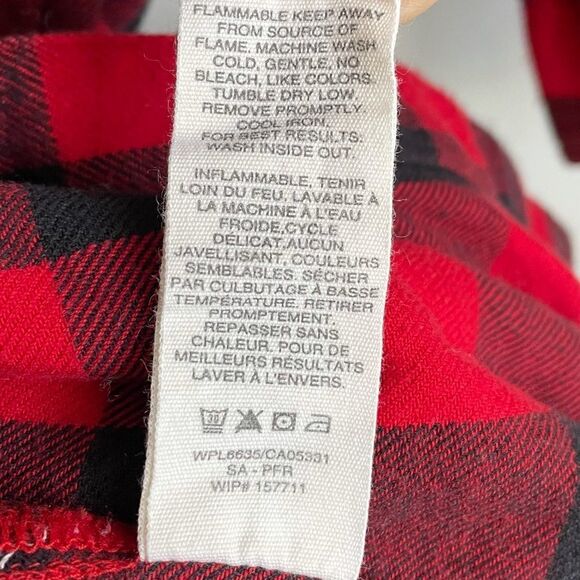 FLAMMABLE KEEP AWAY
FROM SOURCE OF
FLAME. MACHINE WASH
COLD, GENTLE, NO
BLEACH, LIKE COLORS.
TUMBLE DRY LOW.
REMOVE PROMPTLY.
COOL IRON.
FOR BEST RESULTS.
WASH INSIDE OUT.
INFLAMMABLE, TENIR
LOIN DU FEU, LAVABLE À
LA MACHINE À L'EAU
FROIDE,CYCLE
DELICAT,AUCUN
JAVELLISANT, COULEURS
SEMBLABLES. SÉCHER
PAR CULBUTAGE À BASSE
TEMPÉRATURE. RETIRER
PROMPTEMENT.
REPASSER SANS
CHALEUR. POUR DE
MEILLEURS RÉSULTATS
LAVER À L'ENVERS.
30
WPL6635/CA05331
SA - PFR
WIP# 157711